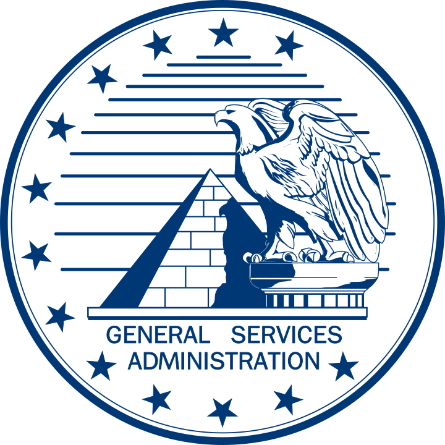 GENERAL SERVICES
ADMINISTRATION